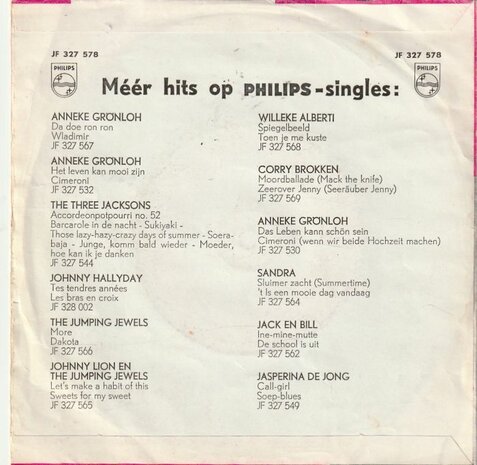 JF 327 578
JF 327 578
PHILIPS
PHILIPS
Méér hits op PHILIPS-singles:
ANNEKE GRÖNLOH
Da doe ron ron
Wladimir
JF 327 567
ANNEKE GRÖNLOH
Het leven kan mooi zijn
Cimeroni
JF 327 532
THE THREE JACKSONS
Accordeonpotpourri no. 52
Barcarole in de nacht - Sukiyaki -
Those lazy-hazy-crazy days of summer - Soera-
baja - Junge, komm bald wieder - Moeder,
hoe kan ik je danken
JF 327 544
JOHNNY HALLYDAY
Tes tendres années
Les bras en croix
JF 328 002
THE JUMPING JEWELS
More
Dakota
JF 327 566
JOHNNY LION EN
THE JUMPING JEWELS
Let's make a habit of this
Sweets for my sweet
JF 327 565
WILLEKE ALBERTI
Spiegelbeeld
Toen je me kuste
JF 327 568
CORRY BROKKEN
Moordballade (Mack the knife)
Zeerover Jenny (Seeräuber Jenny)
JF 327 569
ANNEKE GRÖNLOH
Das Leben kann schön sein
Cimeroni (wenn wir beide Hochzeit machen)
JF 327 530
SANDRA
Sluimer zacht (Summertime)
't Is een mooie dag vandaag
JF 327 564
JACK EN BILL
Ine-mine-mutte
De school is uit
JF 327 562
JASPERINA DE JONG
Call-girl
Soep-blues
JF 327 549